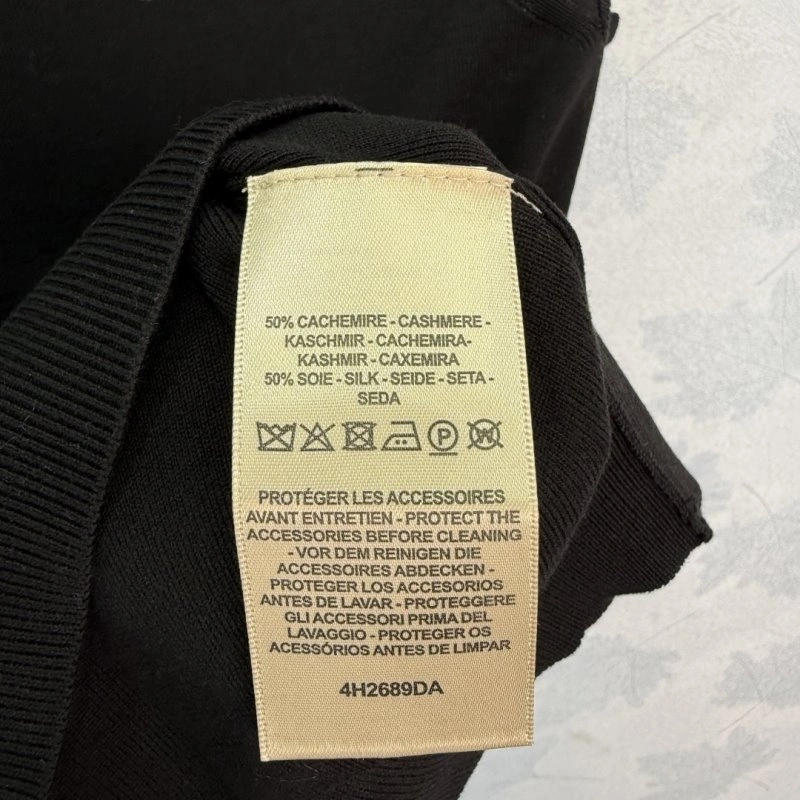 50% CACHEMIRE - CASHMERE -
KASCHMIR - CACHEMIRA-
KASHMIR - CAXEMIRA
50% SOIE - SILK - SEIDE - SETA -
SEDA
P W
PROTÉGER LES ACCESSOIRES
AVANT ENTRETIEN - PROTECT THE
ACCESSORIES BEFORE CLEANING
- VOR DEM REINIGEN DIE
ACCESSOIRES ABDECKEN -
PROTEGER LOS ACCESORIOS
ANTES DE LAVAR - PROTEGGERE
GLI ACCESSORI PRIMA DEL
LAVAGGIO - PROTEGER OS
ACESSÓRIOS ANTES DE LIMPAR
4H2689DA